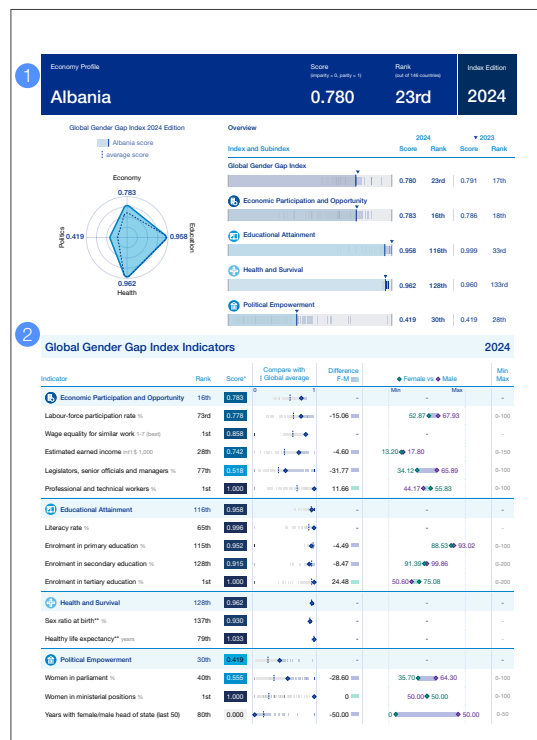 1
Economy Profile
Score
Rank
Index Edition
(imparity = 0, parity = 1)
(out of 146 countries)
Albania
0.780
23rd
2024
Global Gender Gap Index 2024 Edition
Albania score
average score
Economy
0.783
Politics
0.419
0.958
Education
0.962
Health
Overview
2024
2023
Index and Subindex
Score
Rank
Score
Rank
Global Gender Gap Index
0.780 23rd 0.791 17th
Economic Participation and Opportunity
0.783 16th 0.786 18th
Educational Attainment
0.958 116th 0.999 33rd
Health and Survival
0.962 128th 0.960 133rd
Political Empowerment
0.419 30th 0.419 28th
2
Global Gender Gap Index Indicators 2024
Indicator
Rank
Score*
Compare with
| Global average
Difference
F-M
Female vs Male
Min
Max
0 1 Min Max
Economic Participation and Opportunity 16th 0.783 - - -
Labour-force participation rate % 73rd 0.778 -15.06 52.87 67.93 0-100
Wage equality for similar work 1-7 (best) 1st 0.858 - - -
Estimated earned income int'l $ 1,000 28th 0.742 -4.60 13.20 17.80 0-150
Legislators, senior officials and managers % 77th 0.518 -31.77 34.12 65.89 0-100
Professional and technical workers % 1st 1.000 11.66 44.17 55.83 0-100
Educational Attainment 116th 0.958 - - -
Literacy rate % 65th 0.996 - - -
Enrolment in primary education % 115th 0.952 -4.49 88.53 93.02 0-100
Enrolment in secondary education % 128th 0.915 -8.47 91.39 99.86 0-200
Enrolment in tertiary education % 1st 1.000 24.48 50.60 75.08 0-200
Health and Survival 128th 0.962 - - -
Sex ratio at birth** % 137th 0.930 - - -
Healthy life expectancy** years 79th 1.033 - - -
Political Empowerment 30th 0.419 - - -
Women in parliament % 40th 0.555 -28.60 35.70 64.30 0-100
Women in ministerial positions % 1st 1.000 0 50.00 50.00 0-100
Years with female/male head of state (last 50) 80th 0.000 -50.00 0 50.00 0-50